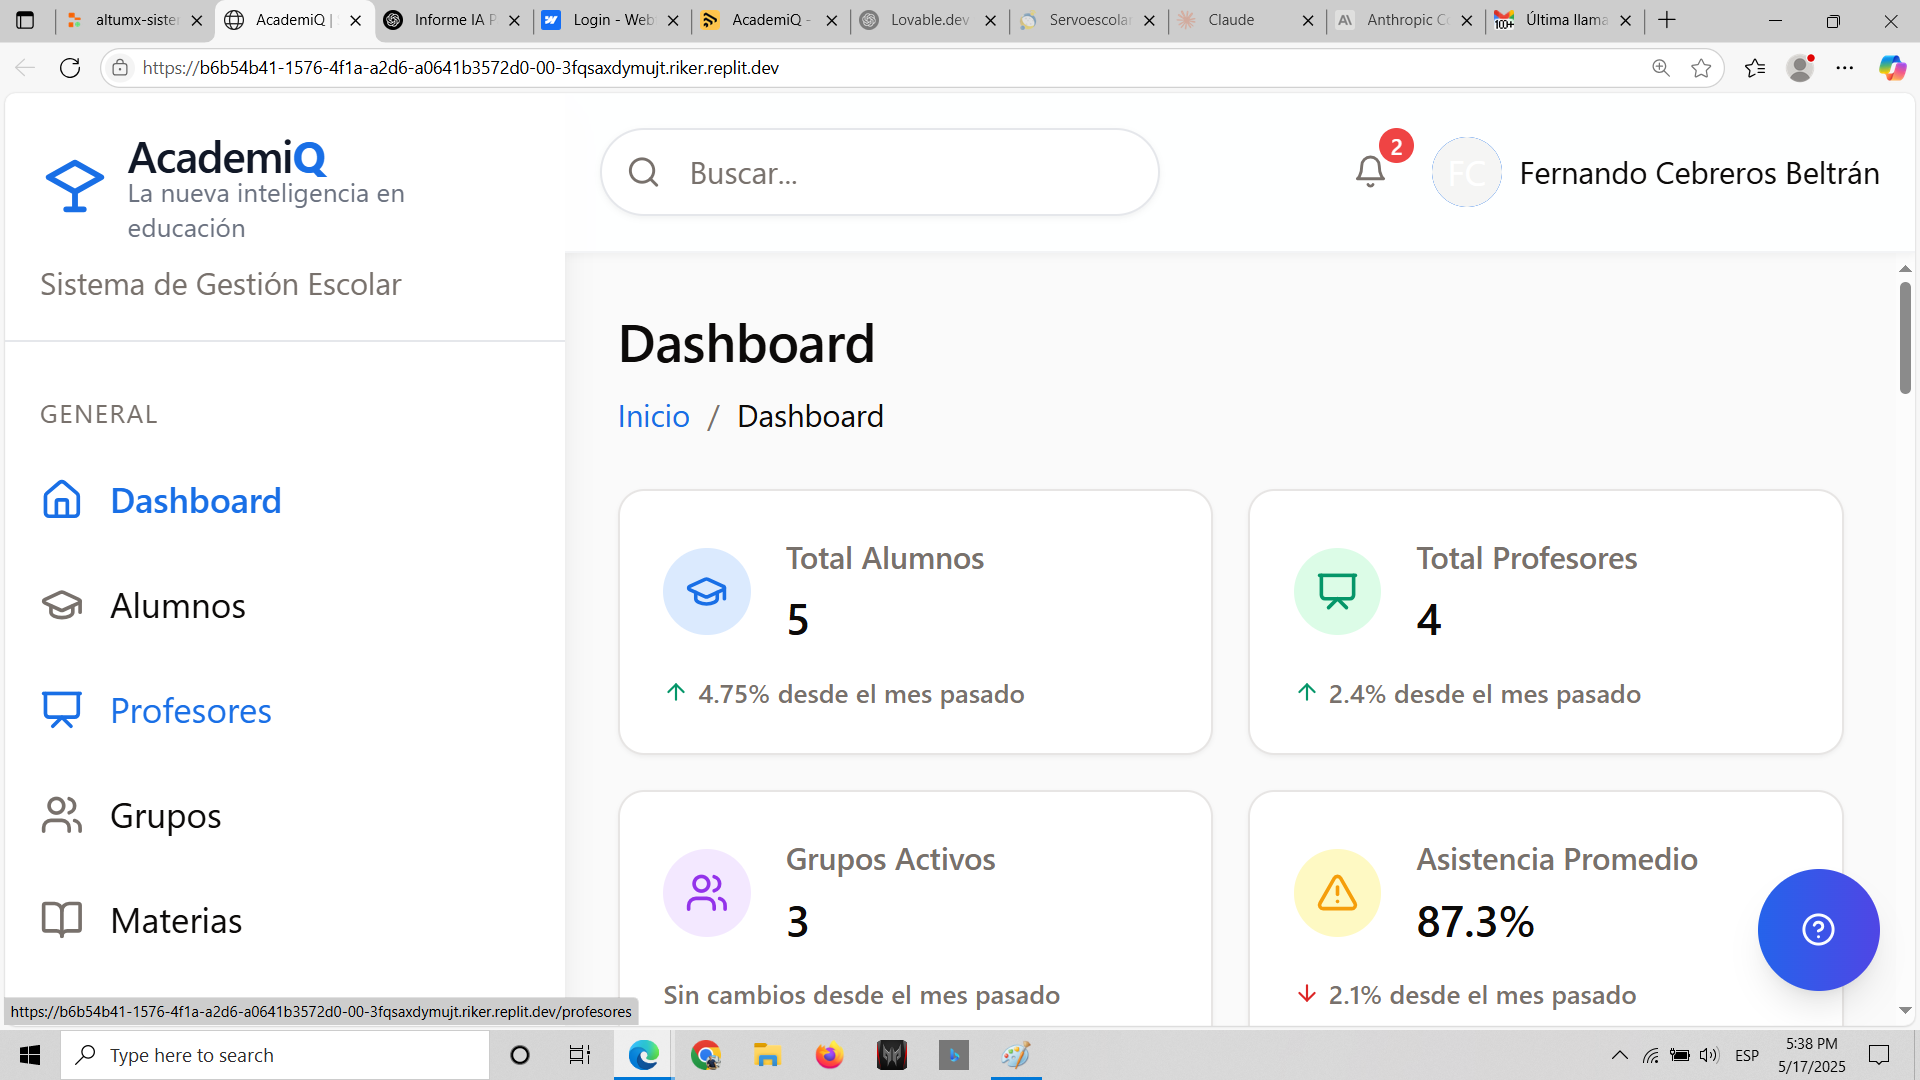 altumx-siste
AcademiQ |
Informe IA P
Login - Web
AcademiQ -
Lovable.dev
Servoescolar
Claude
Anthropic Co
Última llama
https://b6b54b41-1576-4f1a-a2d6-a0641b3572d0-00-3fqsaxdymujt.riker.replit.dev
AcademiQ
La nueva inteligencia en
educación
Sistema de Gestión Escolar
Buscar...
2
FC
Fernando Cebreros Beltrán
GENERAL
Dashboard
Alumnos
Profesores
Grupos
Materias
Dashboard
Inicio / Dashboard
Total Alumnos
5
4.75% desde el mes pasado
Total Profesores
4
2.4% desde el mes pasado
Grupos Activos
3
Sin cambios desde el mes pasado
Asistencia Promedio
87.3%
2.1% desde el mes pasado
https://b6b54b41-1576-4f1a-a2d6-a0641b3572d0-00-3fqsaxdymujt.riker.replit.dev/profesores
Type here to search
ESP
5:38 PM
5/17/2025